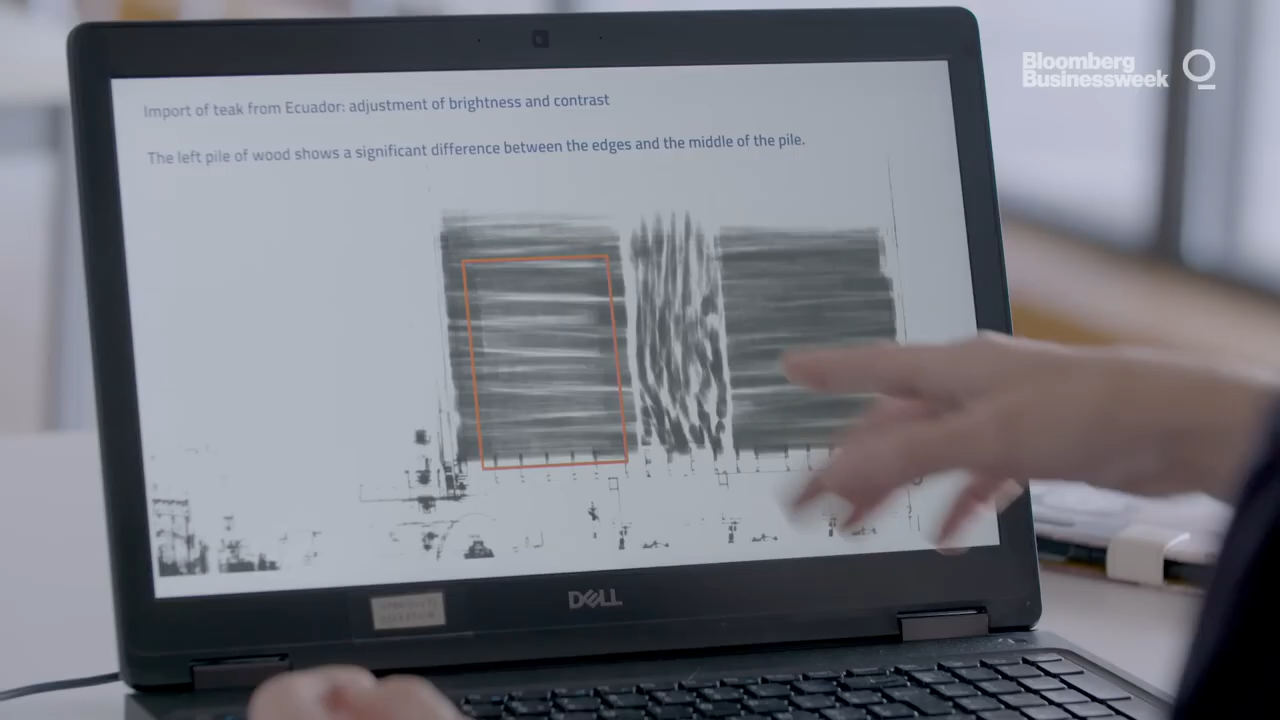 Bloomberg
Businessweek
Import of teak from Ecuador: adjustment of brightness and contrast
The left pile of wood shows a significant difference between the edges and the middle of the pile.
DELL